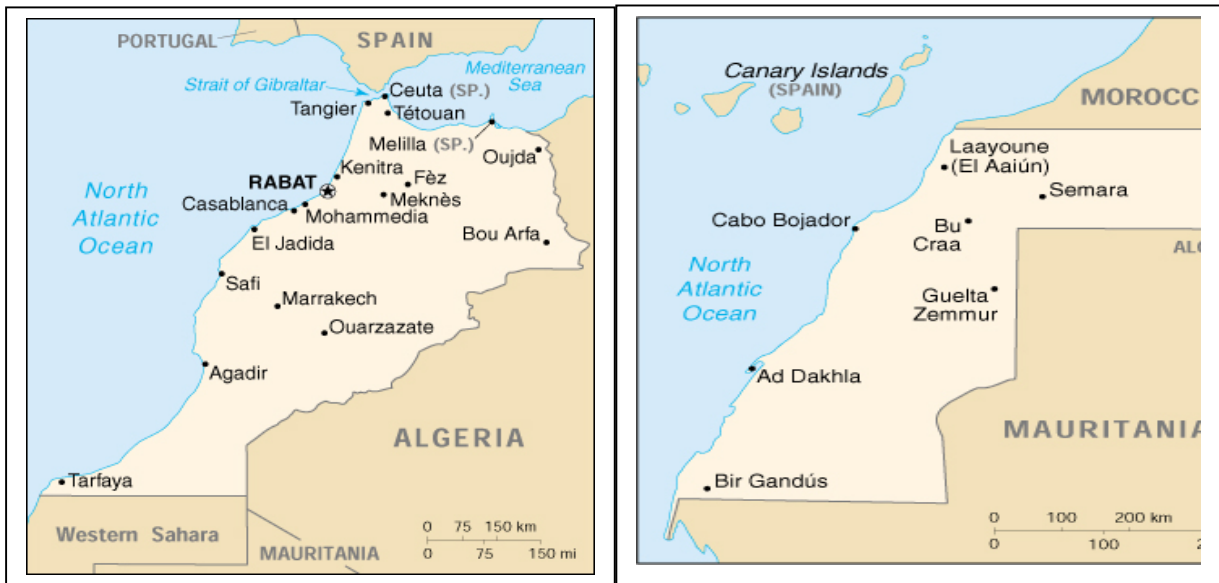 PORTUGAL
SPAIN
Strait of Gibraltar
Mediterranean
Sea
Ceuta (SP.)
Tangier
Tétouan
Melilla (SP.)
Oujda
Kenitra
RABAT
Fèz
Meknès
Casablanca
Mohammedia
North
Atlantic
Ocean
El Jadida
Bou Arfa
Safi
Marrakech
Ouarzazate
Agadir
ALGERIA
Tarfaya
Western Sahara
MAURITANIA
0 75 150 km
0 75 150 mi
Canary Islands
(SPAIN)
MOROCC
Laayoune
(El Aaiún)
Semara
Cabo Bojador
Bu
Craa
ALG
North
Atlantic
Ocean
Guelta
Zemmur
Ad Dakhla
MAURITANIA
Bir Gandús
0 100 200 km
0 100